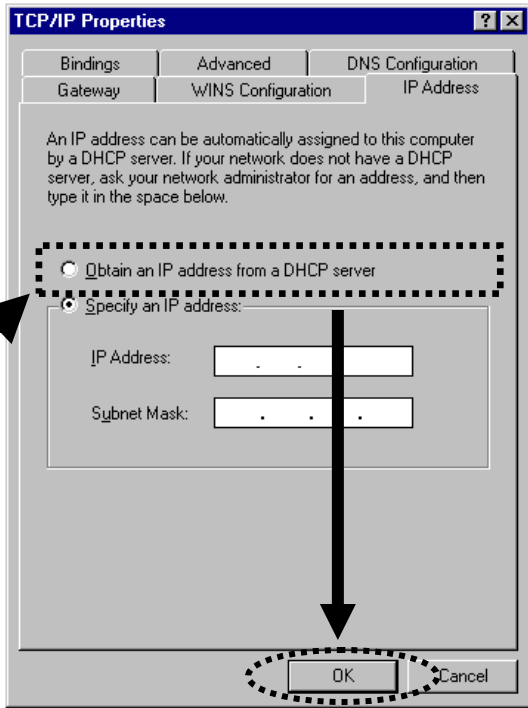 TCP/IP Properties
Bindings Advanced DNS Configuration
Gateway WINS Configuration IP Address
An IP address can be automatically assigned to this computer
by a DHCP server. If your network does not have a DHCP
server, ask your network administrator for an address, and then
type it in the space below.
Obtain an IP address from a DHCP server
Specify an IP address:
IP Address:
Subnet Mask:
OK Cancel